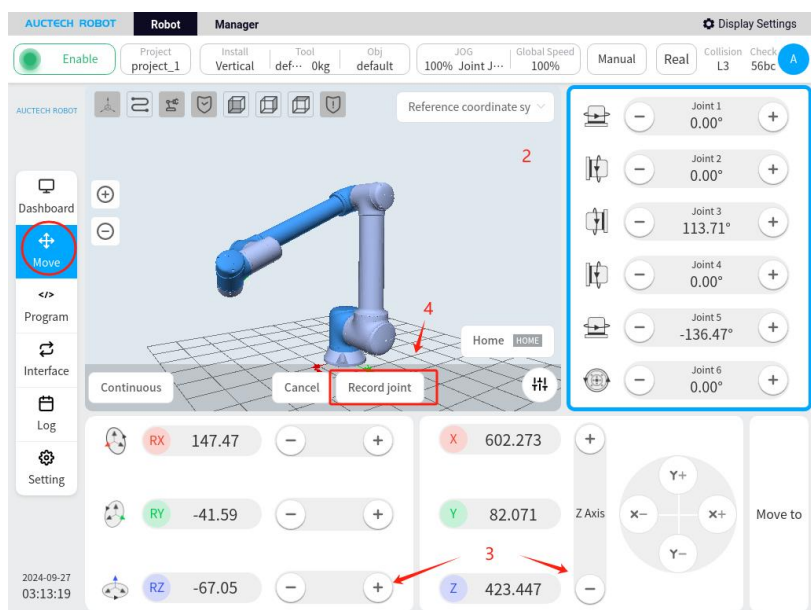 AUCTECH ROBOT
Robot
Manager
Display Settings
Enable
Project
project_1
Install
Vertical
Tool
def··· 0kg
Obj
default
JOG
100% Joint J···
Global Speed
100%
Manual
Real
Collision
L3
Check
56bc
A
AUCTECH ROBOT
Reference coordinate sy
2
Dashboard
Move
</>
Program
Interface
Log
Setting
2024-09-27
03:13:19
4
Home HOME
Continuous
Cancel
Record joint
Joint 1
− 0.00° +
Joint 2
− 0.00° +
Joint 3
− 113.71° +
Joint 4
− 0.00° +
Joint 5
− -136.47° +
Joint 6
− 0.00° +
RX 147.47 − +
RY -41.59 − +
RZ -67.05 − +
X 602.273
Y 82.071
Z 423.447
3
+
Z Axis
−
Y+
X−
X+
Y−
Move to